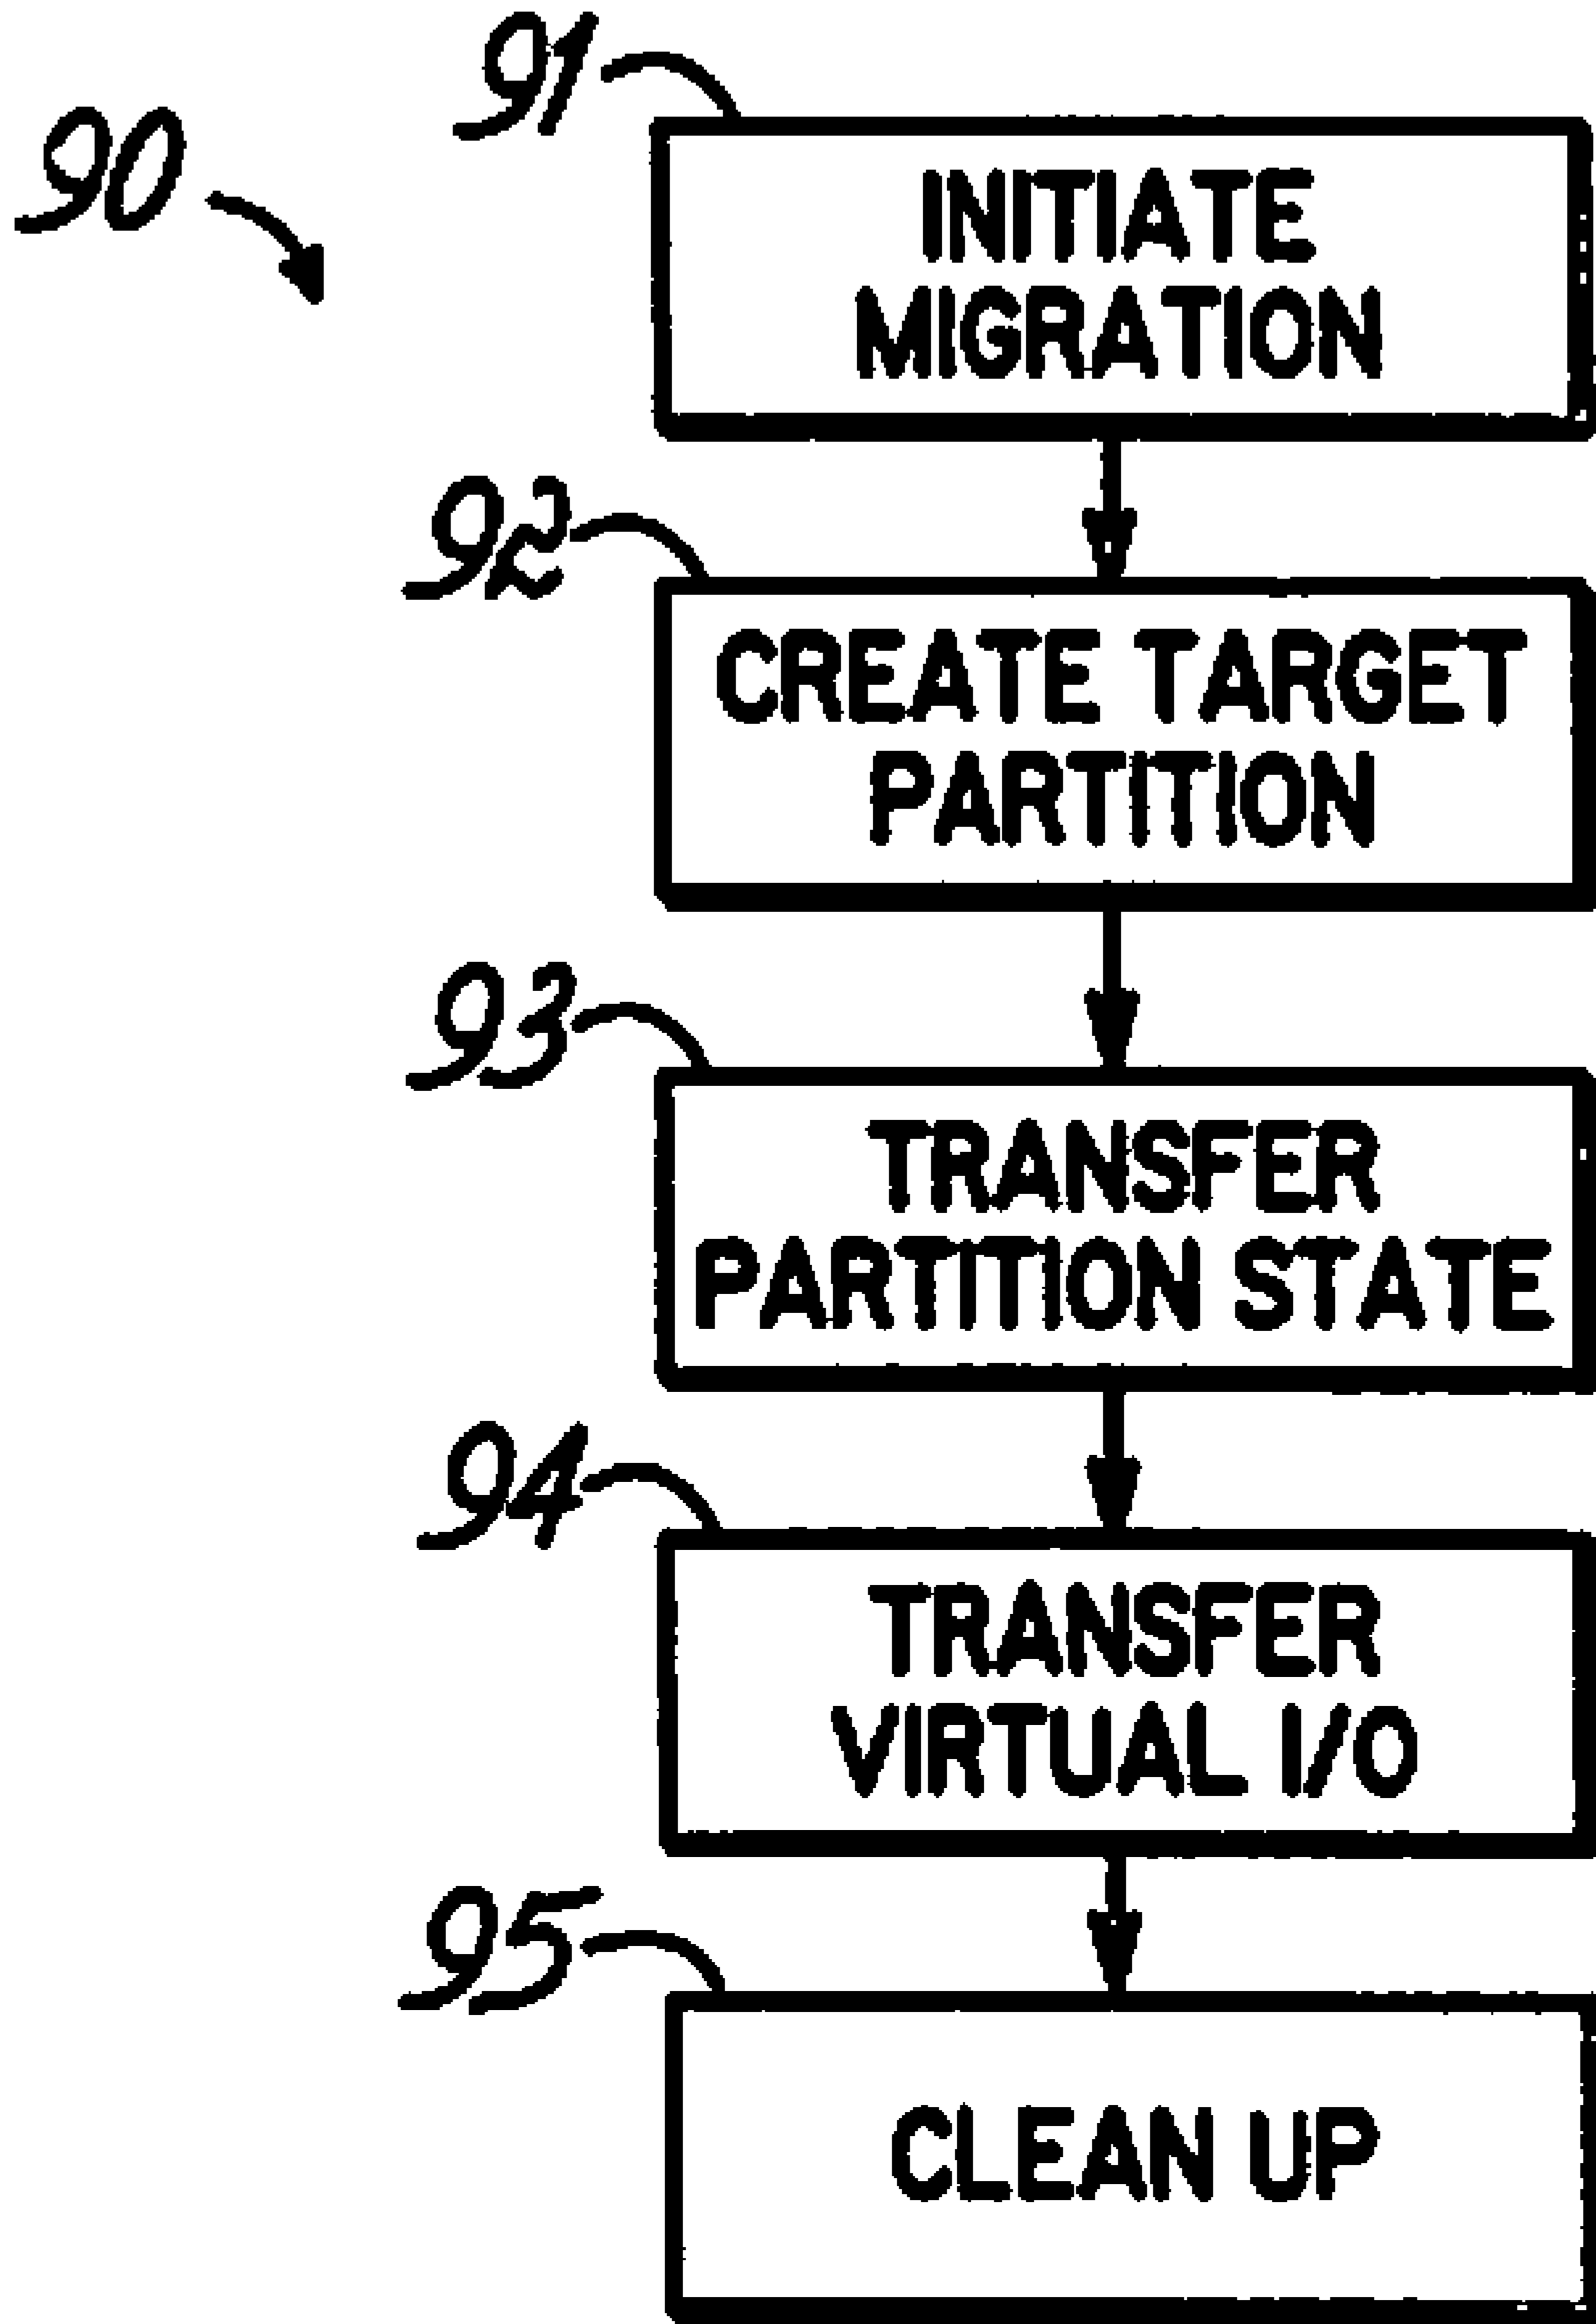 91
90
INITIATE
MIGRATION
92
CREATE TARGET
PARTITION
93
TRANSFER
PARTITION STATE
94
TRANSFER
VIRTUAL I/O
95
CLEAN UP